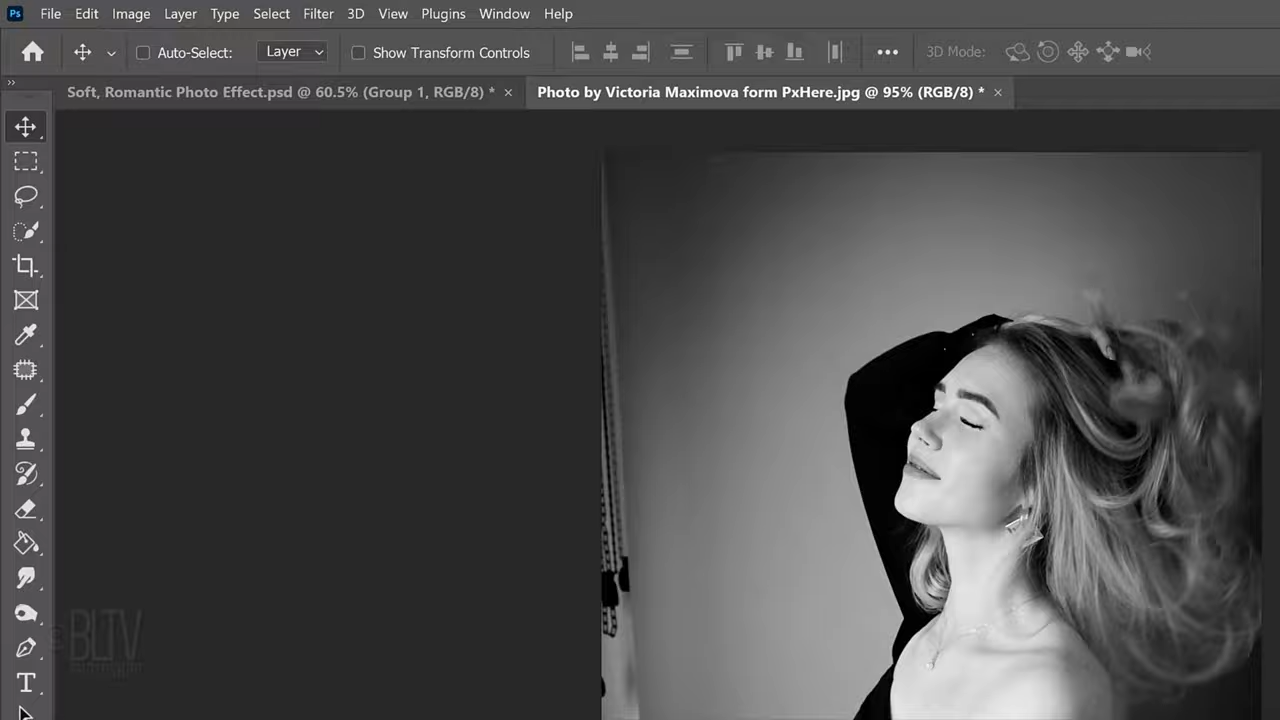 Ps File Edit Image Layer Type Select Filter 3D View Plugins Window Help
Auto-Select: Layer Show Transform Controls 3D Mode:
Soft, Romantic Photo Effect.psd @ 60.5% (Group 1, RGB/8) * × Photo by Victoria Maximova form PxHere.jpg @ 95% (RGB/8) * ×
BLTV
T